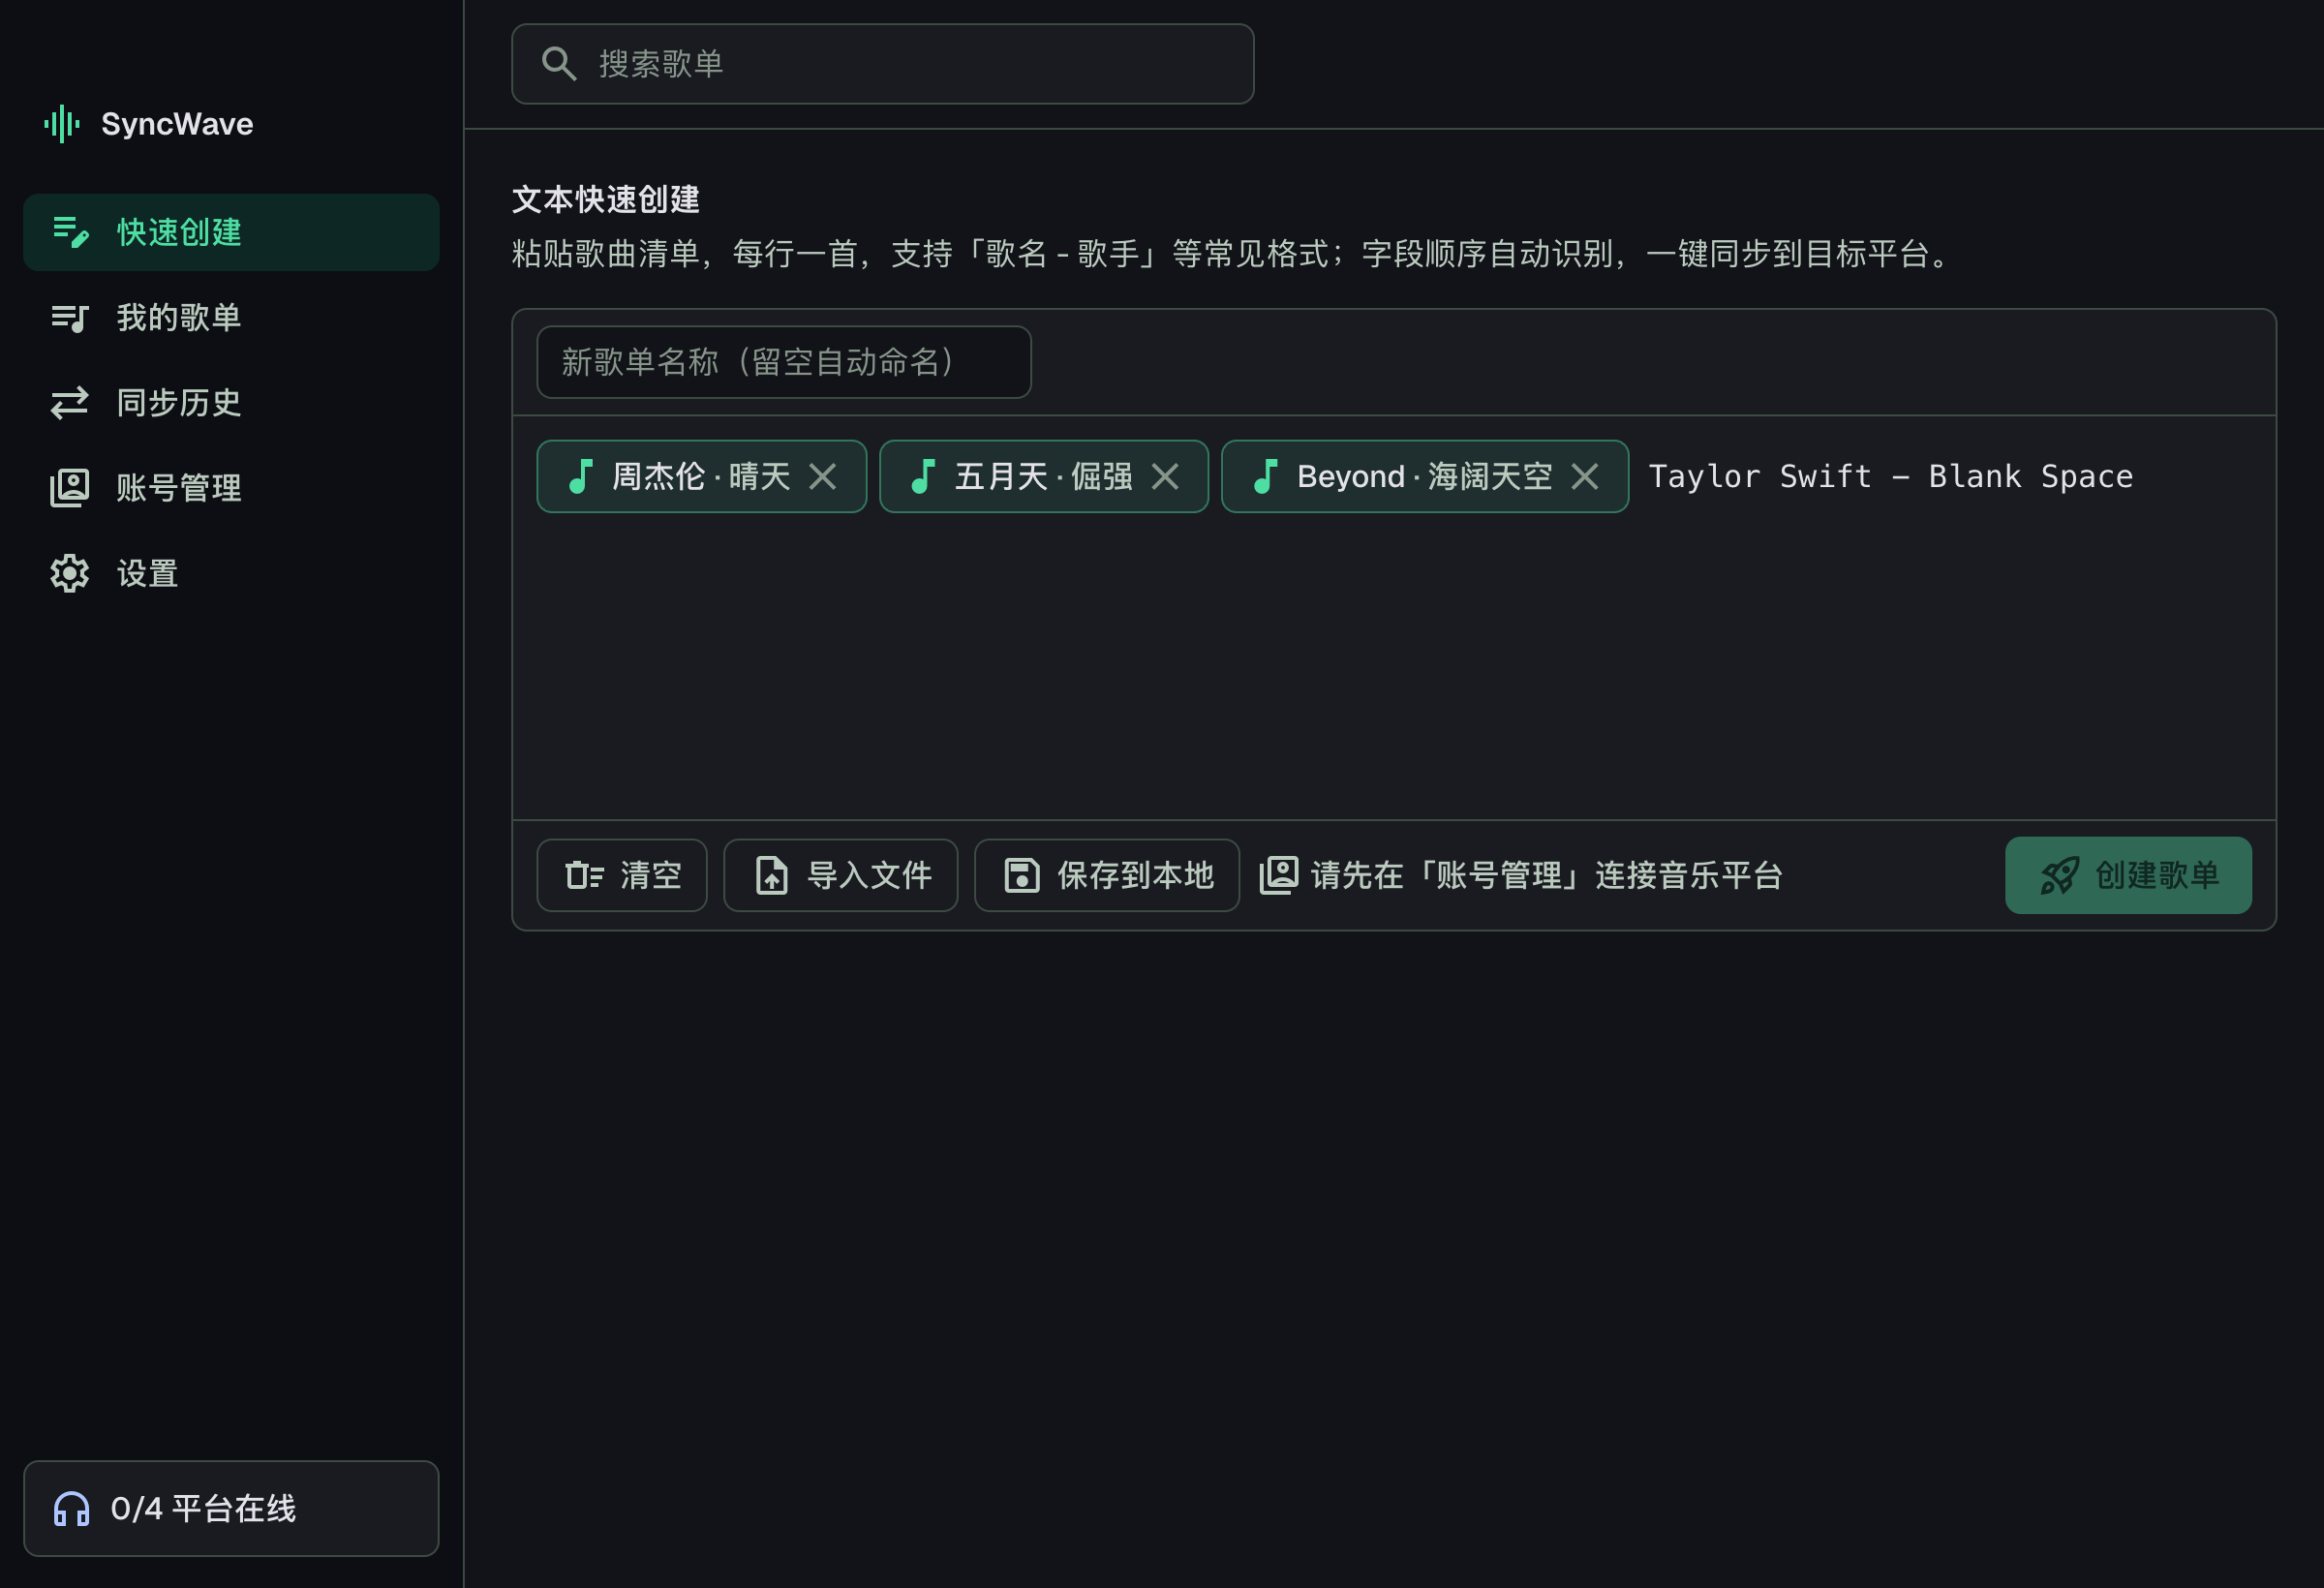 SyncWave
快速创建
我的歌单
同步历史
账号管理
设置
0/4 平台在线
搜索歌单
文本快速创建
粘贴歌曲清单，每行一首，支持「歌名 - 歌手」等常见格式；字段顺序自动识别，一键同步到目标平台。
新歌单名称（留空自动命名）
周杰伦 · 晴天 五月天 · 倔强 Beyond · 海阔天空 Taylor Swift – Blank Space
清空 导入文件 保存到本地 请先在「账号管理」连接音乐平台 创建歌单